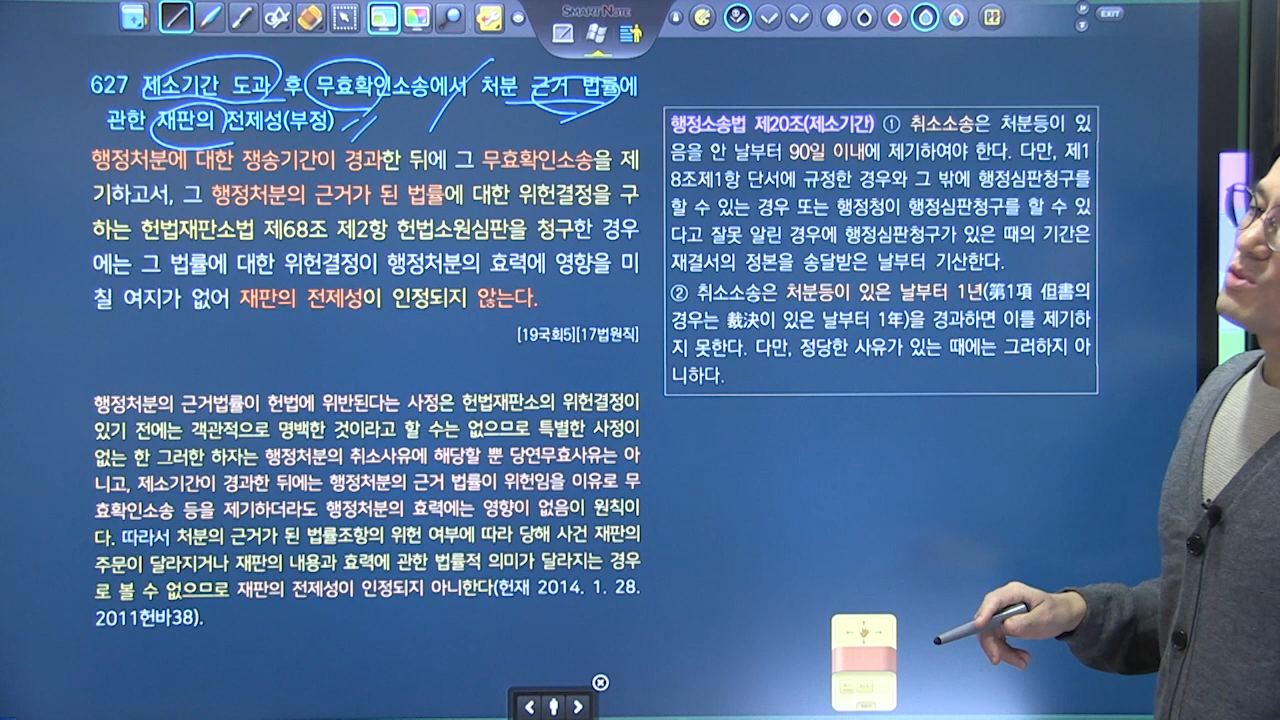 SMART NOTE
EXIT
627 제소기간 도과 후 무효확인소송에서 처분 근거 법률에
관한 재판의 전제성(부정)
행정처분에 대한 쟁송기간이 경과한 뒤에 그 무효확인소송을 제
기하고서, 그 행정처분의 근거가 된 법률에 대한 위헌결정을 구
하는 헌법재판소법 제68조 제2항 헌법소원심판을 청구한 경우
에는 그 법률에 대한 위헌결정이 행정처분의 효력에 영향을 미
칠 여지가 없어 재판의 전제성이 인정되지 않는다.
[19국회5][17법원직]
행정처분의 근거법률이 헌법에 위반된다는 사정은 헌법재판소의 위헌결정이
있기 전에는 객관적으로 명백한 것이라고 할 수는 없으므로 특별한 사정이
없는 한 그러한 하자는 행정처분의 취소사유에 해당할 뿐 당연무효사유는 아
니고, 제소기간이 경과한 뒤에는 행정처분의 근거 법률이 위헌임을 이유로 무
효확인소송 등을 제기하더라도 행정처분의 효력에는 영향이 없음이 원칙이
다. 따라서 처분의 근거가 된 법률조항의 위헌 여부에 따라 당해 사건 재판의
주문이 달라지거나 재판의 내용과 효력에 관한 법률적 의미가 달라지는 경우
로 볼 수 없으므로 재판의 전제성이 인정되지 아니한다(헌재 2014. 1. 28.
2011헌바38).
행정소송법 제20조(제소기간) ① 취소소송은 처분등이 있
음을 안 날부터 90일 이내에 제기하여야 한다. 다만, 제1
8조제1항 단서에 규정한 경우와 그 밖에 행정심판청구를
할 수 있는 경우 또는 행정청이 행정심판청구를 할 수 있
다고 잘못 알린 경우에 행정심판청구가 있은 때의 기간은
재결서의 정본을 송달받은 날부터 기산한다.
② 취소소송은 처분등이 있은 날부터 1년(第1項 但書의
경우는 裁決이 있은 날부터 1年)을 경과하면 이를 제기하
지 못한다. 다만, 정당한 사유가 있는 때에는 그러하지 아
니하다.